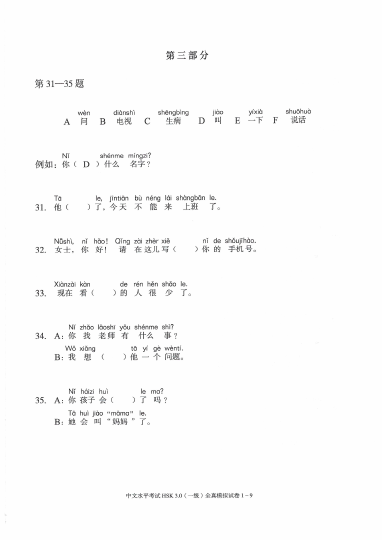 第三部分
第 31—35 题
wèn diànshì shēngbìng jiào yíxià shuōhuà
A 问 B 电视 C 生病 D 叫 E 一下 F 说话
Nǐ shénme míngzi?
例如：你（ D ）什么 名字？
Tā le, jīntiān bù néng lái shàngbān le.
31. 他（ ）了，今天 不 能 来 上班 了。
Nǚshì, nǐ hǎo! Qǐng zài zhèr xiě nǐ de shǒujīhào.
32. 女士，你 好！ 请 在这儿写（ ）你 的 手机号。
Xiànzài kàn de rén hěn shǎo le.
33. 现在 看（ ）的 人 很 少 了。
Nǐ zhǎo lǎoshī yǒu shénme shì?
34. A：你 找 老师 有 什么 事？
Wǒ xiǎng tā yí gè wèntí.
B：我 想（ ）他 一 个 问题。
Nǐ háizi huì le ma?
35. A：你 孩子 会（ ）了 吗？
Tā huì jiào "māma" le.
B：她 会 叫 “妈妈” 了。
中文水平考试 HSK 3.0（一级）全真模拟试卷 1－9